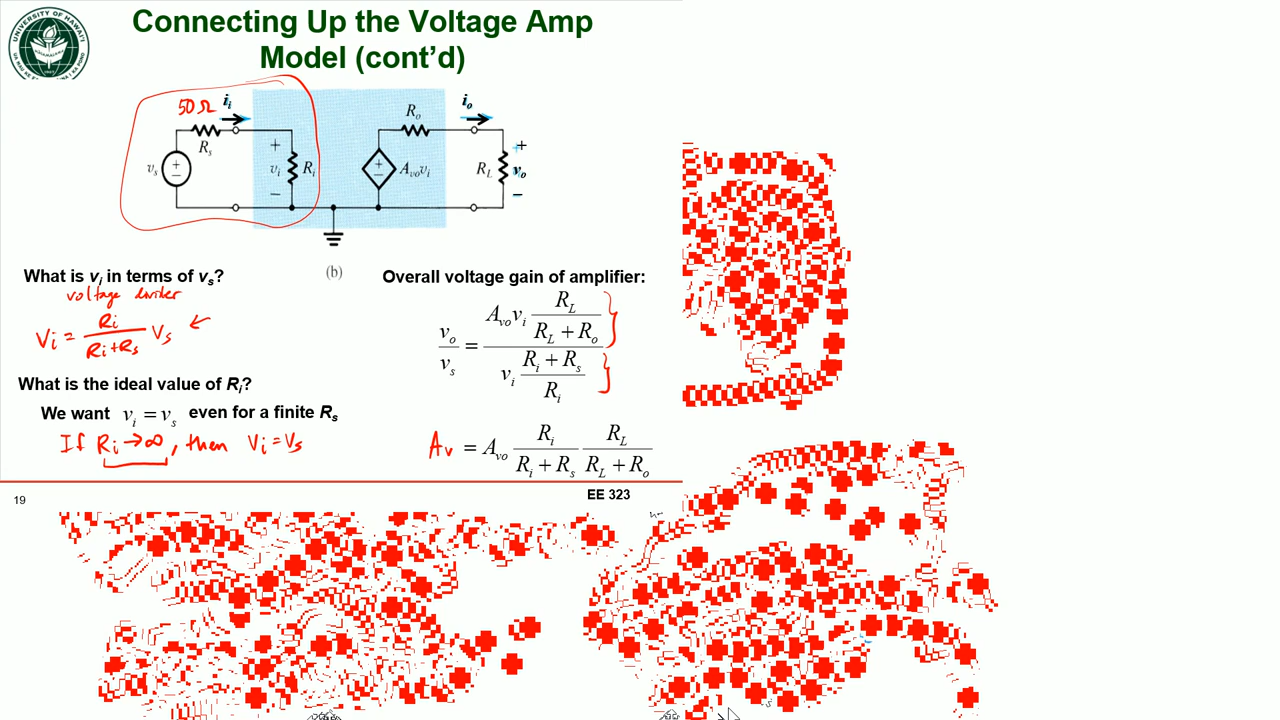 Connecting Up the Voltage Amp
Model (cont'd)
UNIVERSITY OF HAWAI'I
50 Ω
i_i
R_s
v_s
+
−
+
v_i
−
R_i
R_o
+
−
A_vo v_i
i_o
R_L
+
v_o
−
(b)
What is v_i in terms of v_s?
voltage divider
V_i = R_i / (R_i + R_s) V_s ←
What is the ideal value of R_i?
We want v_i = v_s even for a finite R_s
If R_i → ∞, then V_i = V_s
Overall voltage gain of amplifier:
v_o / v_s = (A_vo v_i R_L / (R_L + R_o)) / (v_i (R_i + R_s) / R_i)
A_v = A_vo R_i / (R_i + R_s) R_L / (R_L + R_o)
19
EE 323